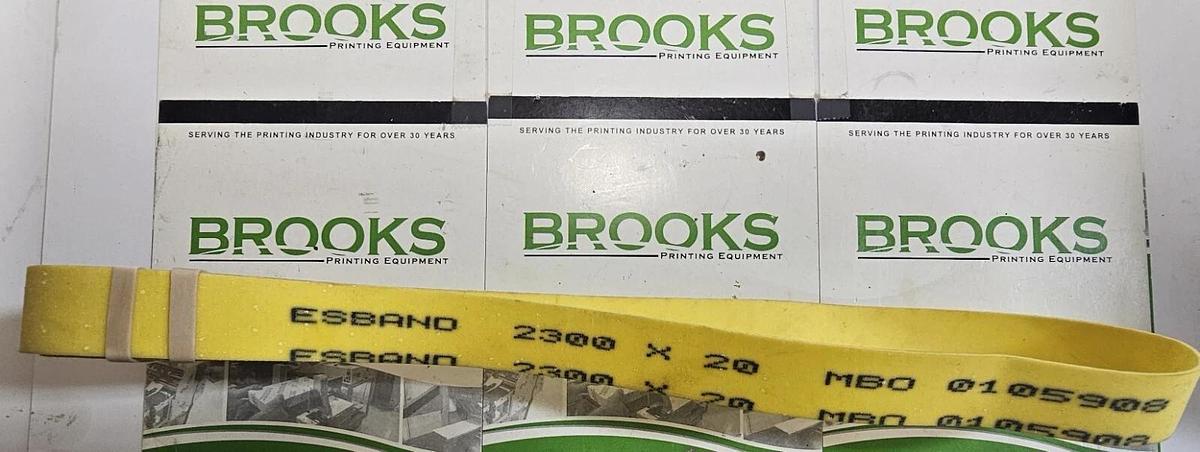 BROOKS
PRINTING EQUIPMENT
BROOKS
PRINTING EQUIPMENT
BROOKS
PRINTING EQUIPMENT
SERVING THE PRINTING INDUSTRY FOR OVER 30 YEARS
SERVING THE PRINTING INDUSTRY FOR OVER 30 YEARS
SERVING THE PRINTING INDUSTRY FOR OVER 30 YEARS
BROOKS
PRINTING EQUIPMENT
BROOKS
PRINTING EQUIPMENT
BROOKS
PRINTING EQUIPMENT
ESBAND 2300 X 20 MBO 0105908
ESBAND 2300 X 20 MBO 0105908